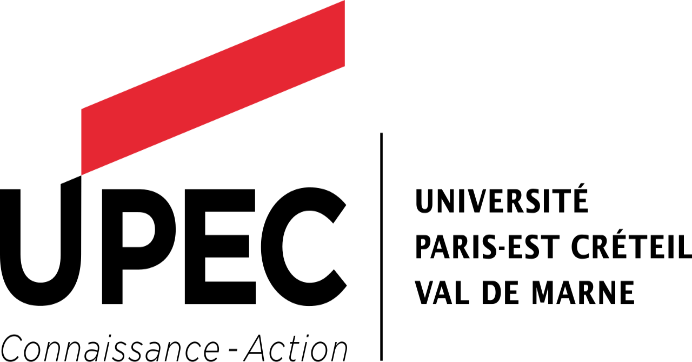 UPEC
Connaissance - Action
UNIVERSITÉ
PARIS-EST CRÉTEIL
VAL DE MARNE